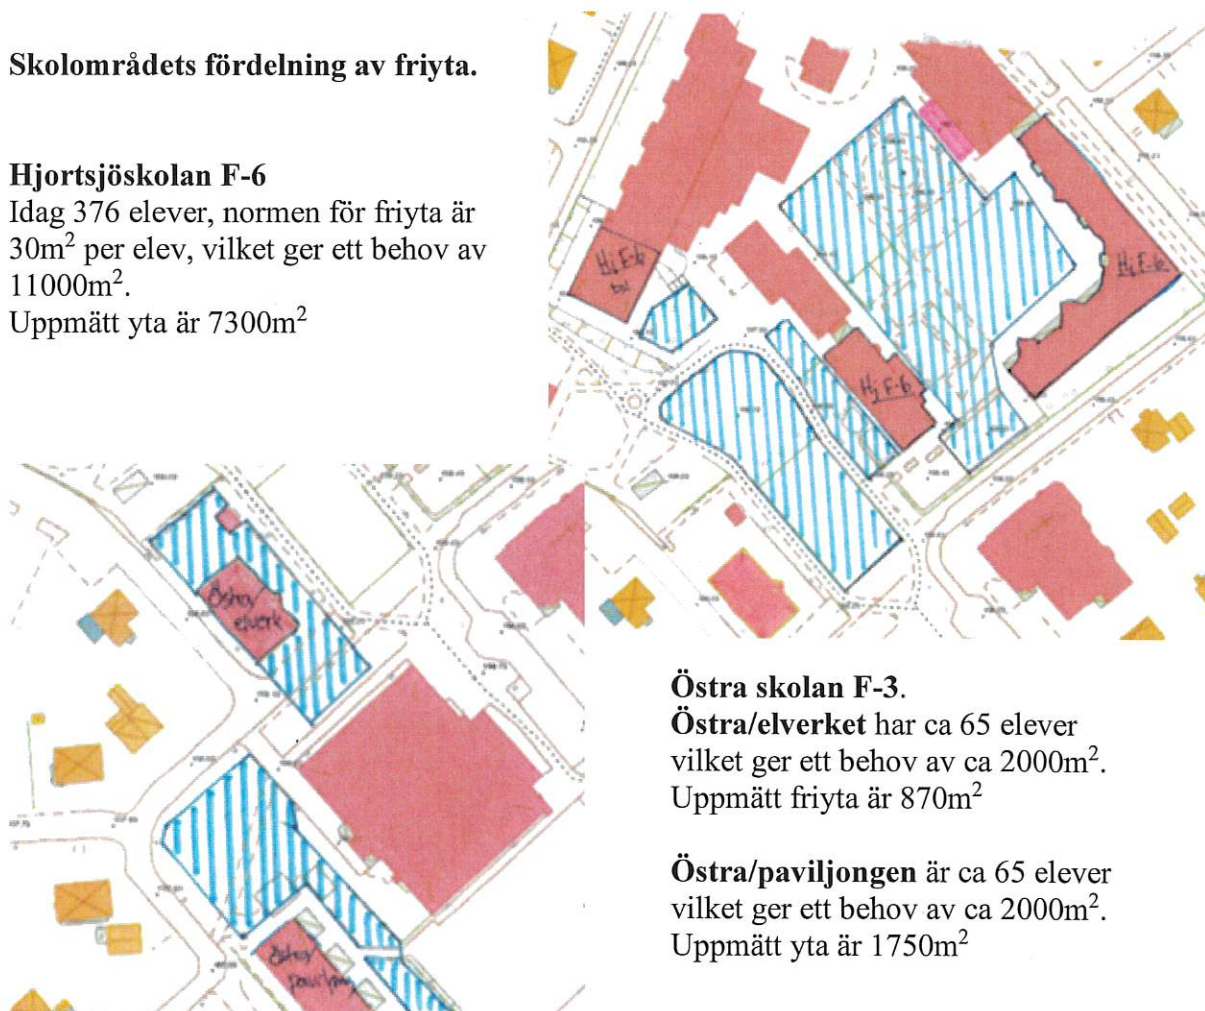 Skolområdets fördelning av friyta.
Hjortsjöskolan F-6
Idag 376 elever, normen för friyta är
30m² per elev, vilket ger ett behov av
11000m².
Uppmätt yta är 7300m²
Hj F-6
Hj F-6
Hj F-6
Östra
elverk
Östra
Östra skolan F-3.
Östra/elverket har ca 65 elever
vilket ger ett behov av ca 2000m².
Uppmätt friyta är 870m²
Östra/paviljongen är ca 65 elever
vilket ger ett behov av ca 2000m².
Uppmätt yta är 1750m²